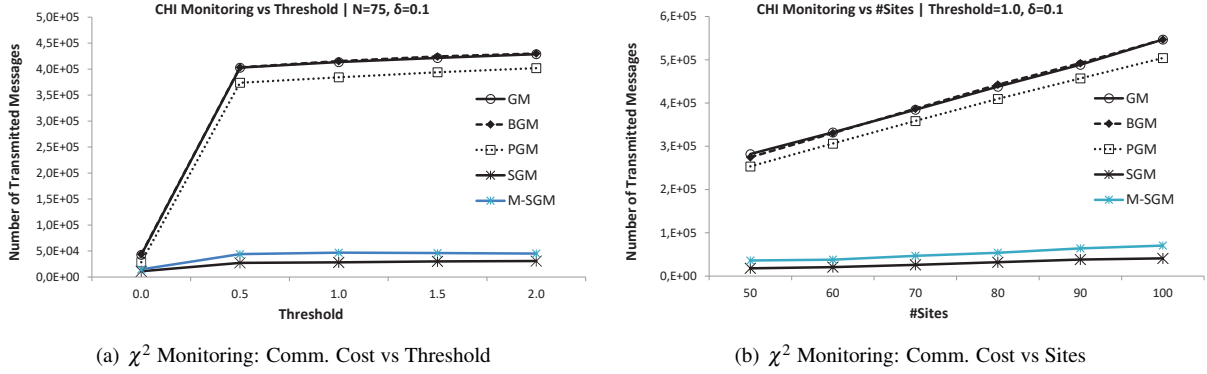 CHI Monitoring vs Threshold | N=75, δ=0.1
Number of Transmitted Messages
5,0E+05
4,5E+05
4,0E+05
3,5E+05
3,0E+05
2,5E+05
2,0E+05
1,5E+05
1,0E+05
5,0E+04
0,0E+00
0.0 0.5 1.0 1.5 2.0
Threshold
GM
BGM
PGM
SGM
M-SGM
(a) χ² Monitoring: Comm. Cost vs Threshold
CHI Monitoring vs #Sites | Threshold=1.0, δ=0.1
Number of Transmitted Messages
6,E+05
5,E+05
4,E+05
3,E+05
2,E+05
1,E+05
0,E+00
50 60 70 80 90 100
#Sites
GM
BGM
PGM
SGM
M-SGM
(b) χ² Monitoring: Comm. Cost vs Sites